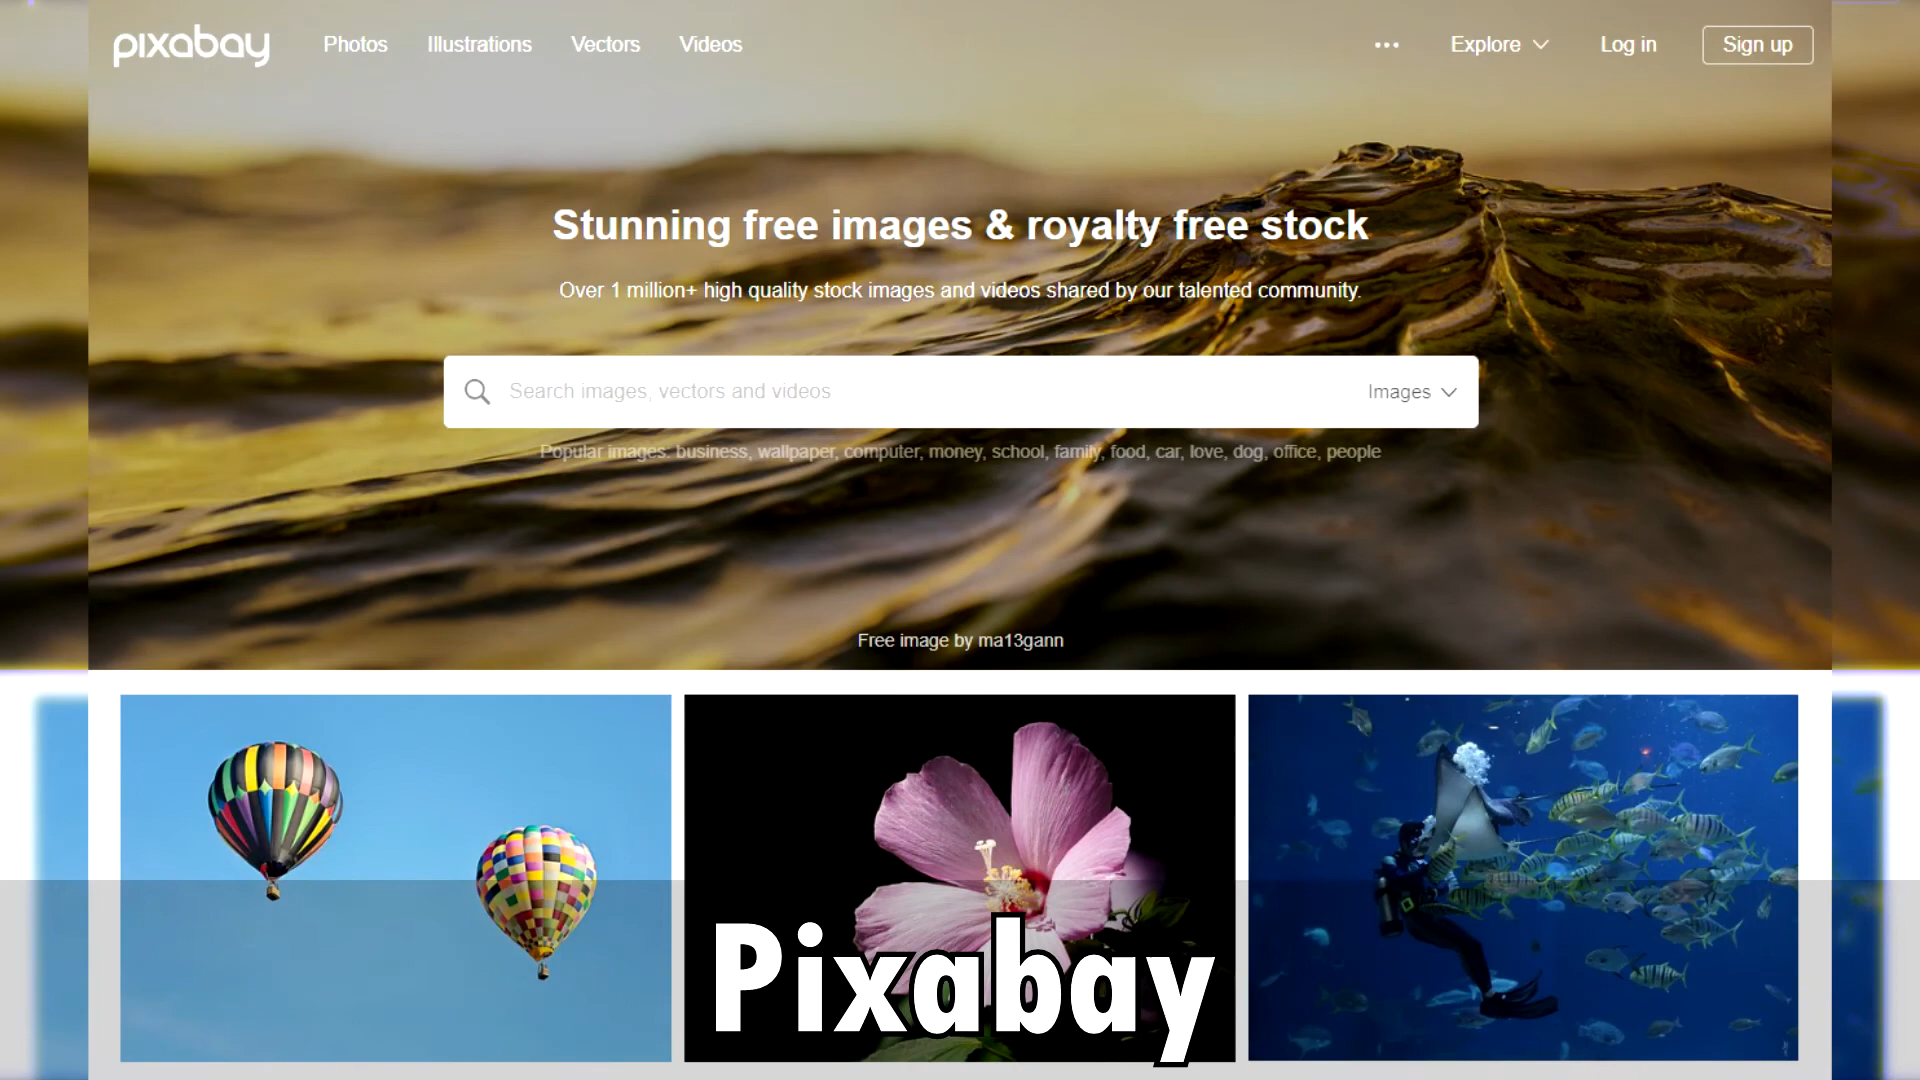 pixabay
Photos Illustrations Vectors Videos
Explore Log in Sign up
Stunning free images & royalty free stock
Over 1 million+ high quality stock images and videos shared by our talented community.
Search images, vectors and videos
Images
Popular images: business, wallpaper, computer, money, school, family, food, car, love, dog, office, people
Free image by ma13gann
Pixabay